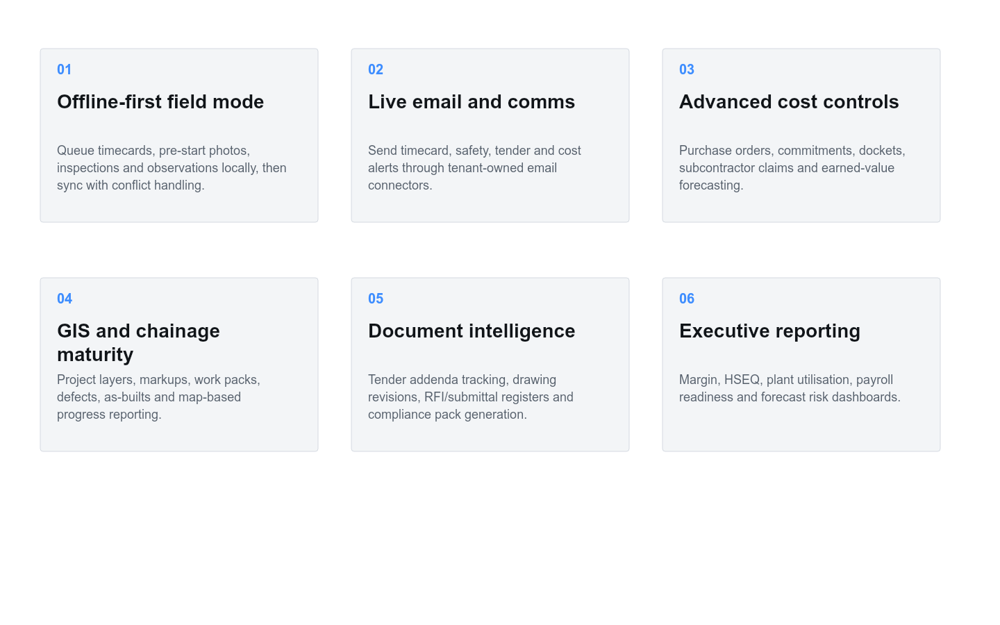 01
Offline-first field mode
Queue timecards, pre-start photos,
inspections and observations locally, then
sync with conflict handling.
02
Live email and comms
Send timecard, safety, tender and cost
alerts through tenant-owned email
connectors.
03
Advanced cost controls
Purchase orders, commitments, dockets,
subcontractor claims and earned-value
forecasting.
04
GIS and chainage
maturity
Project layers, markups, work packs,
defects, as-builts and map-based
progress reporting.
05
Document intelligence
Tender addenda tracking, drawing
revisions, RFI/submittal registers and
compliance pack generation.
06
Executive reporting
Margin, HSEQ, plant utilisation, payroll
readiness and forecast risk dashboards.